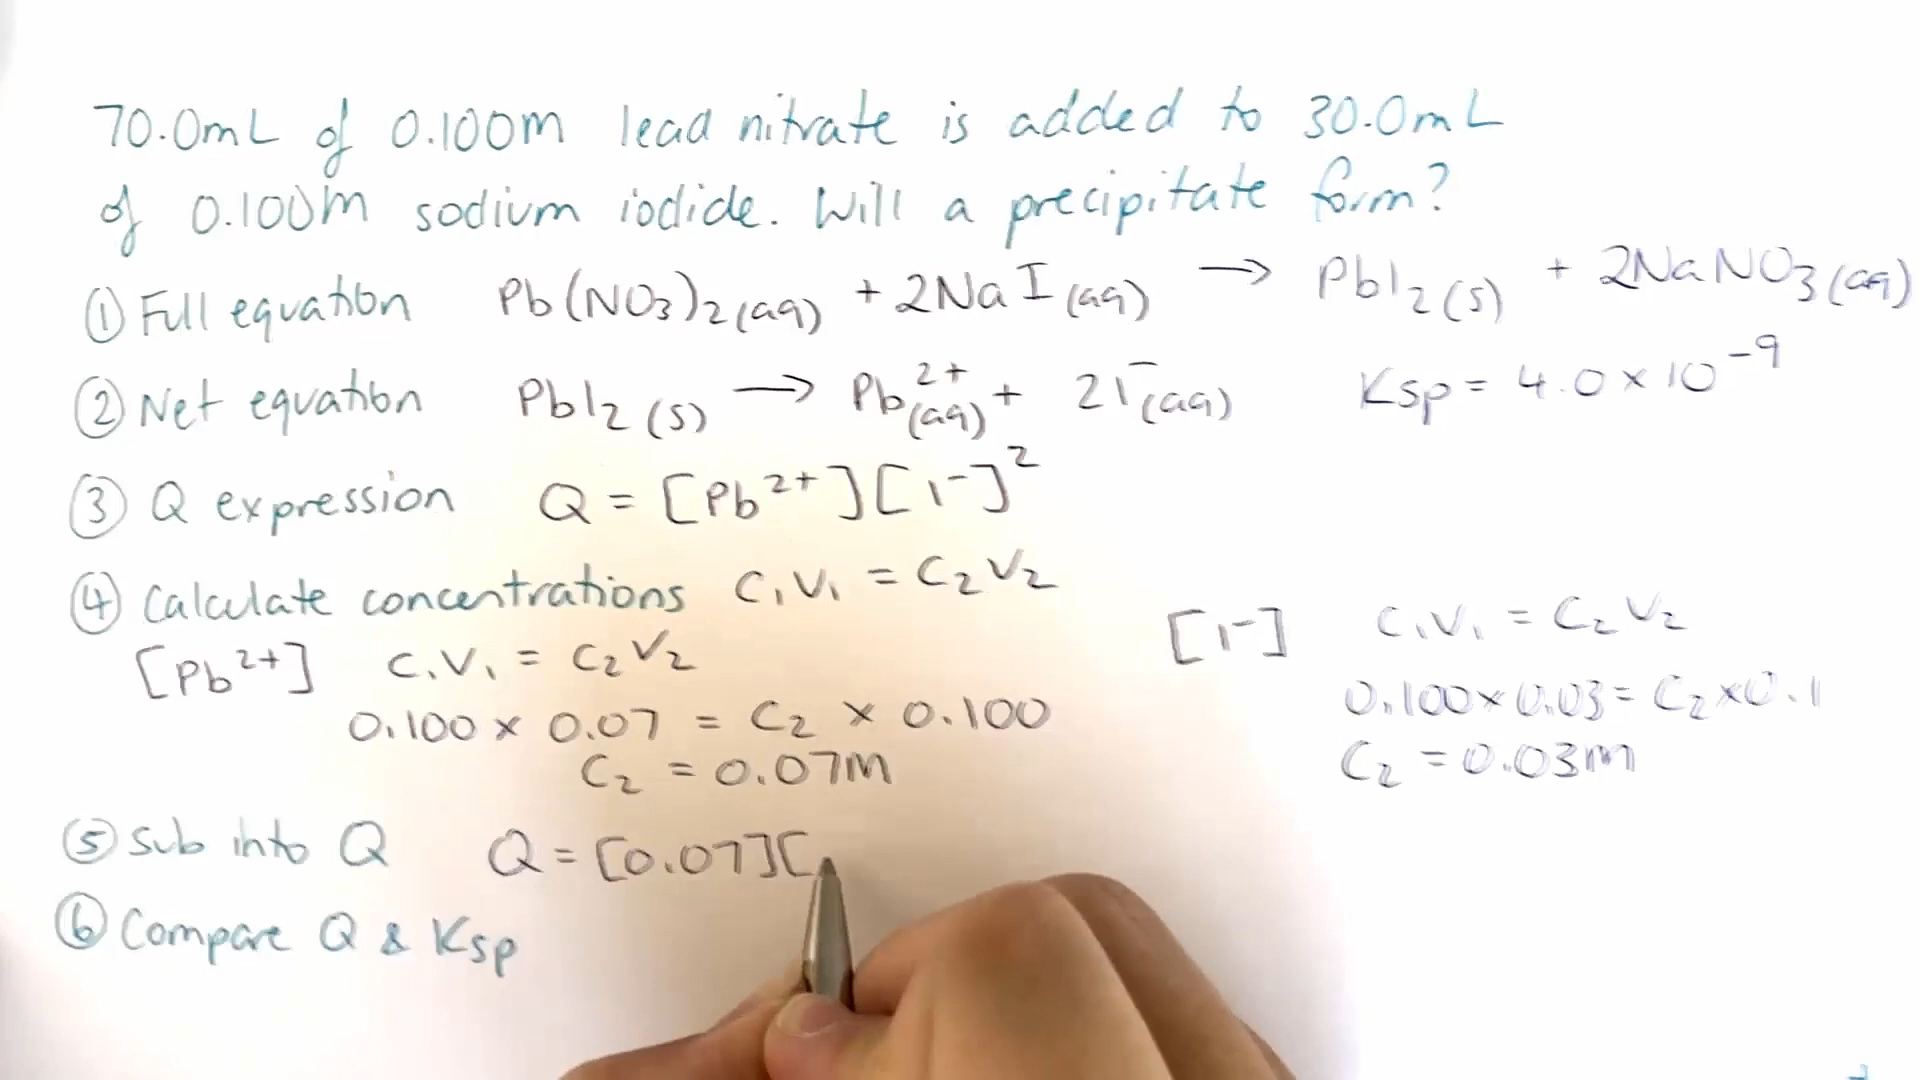 70.0mL of 0.100m lead nitrate is added to 30.0mL
of 0.100m sodium iodide. Will a precipitate form?
① Full equation Pb(NO₃)₂(aq) + 2NaI(aq) → PbI₂(s) + 2NaNO₃(aq)
② Net equation PbI₂(s) → Pb²⁺(aq) + 2I⁻(aq) Ksp = 4.0 × 10⁻⁹
③ Q expression Q = [Pb²⁺][I⁻]²
④ Calculate concentrations C₁V₁ = C₂V₂
[Pb²⁺] C₁V₁ = C₂V₂ [I⁻] C₁V₁ = C₂V₂
0.100 × 0.07 = C₂ × 0.100 0.100 × 0.03 = C₂ × 0.1
C₂ = 0.07M C₂ = 0.03m
⑤ Sub into Q Q = [0.07][
⑥ Compare Q & Ksp